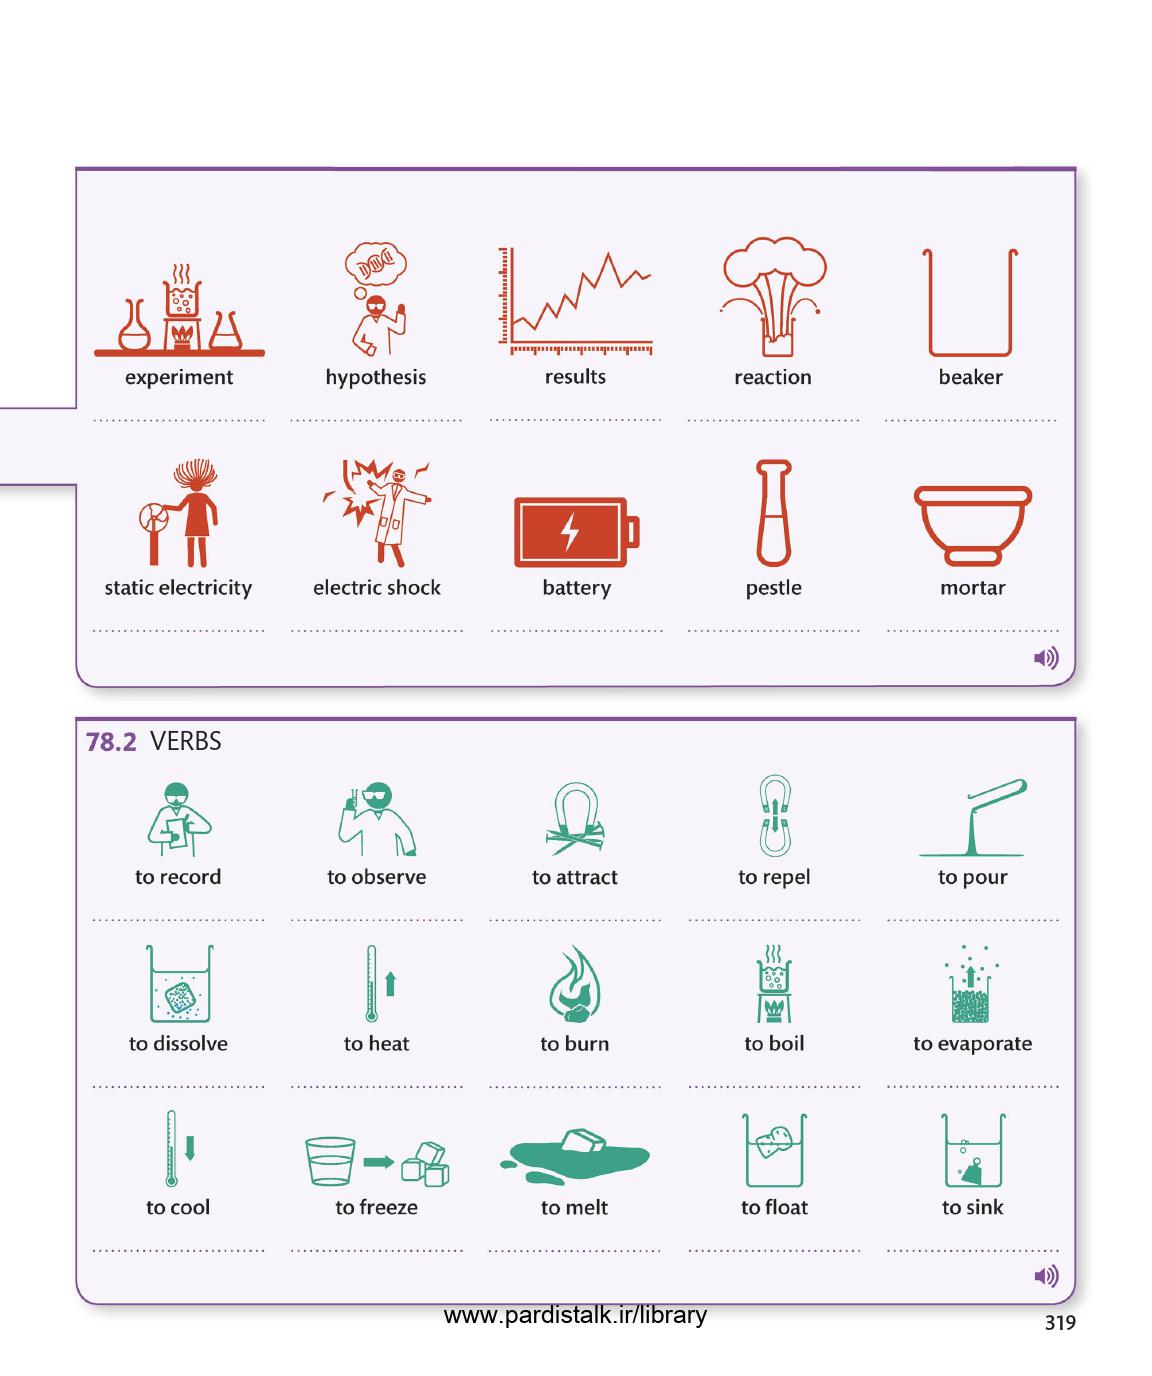 experiment hypothesis results reaction beaker
static electricity electric shock battery pestle mortar
78.2 VERBS
to record to observe to attract to repel to pour
to dissolve to heat to burn to boil to evaporate
to cool to freeze to melt to float to sink
www.pardistalk.ir/library
319